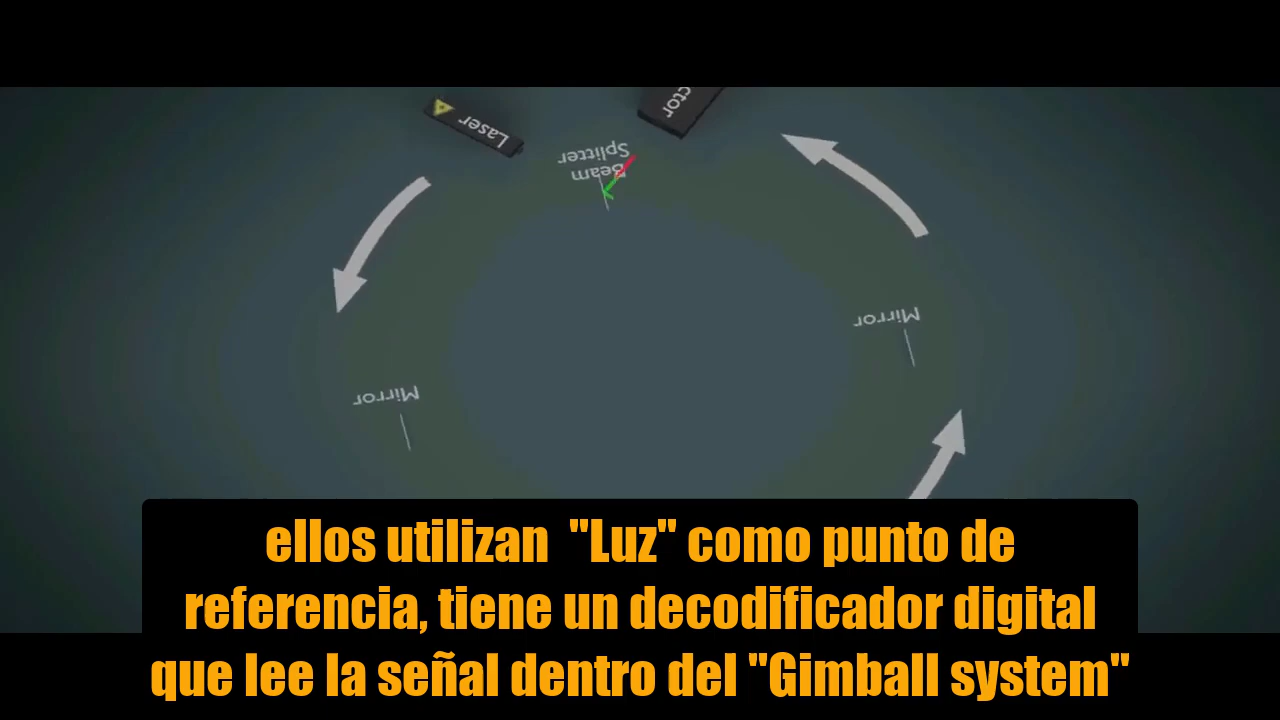 Laser
ctor
Beam
Splitter
Mirror
Mirror
ellos utilizan "Luz" como punto de
referencia, tiene un decodificador digital
que lee la señal dentro del "Gimball system"